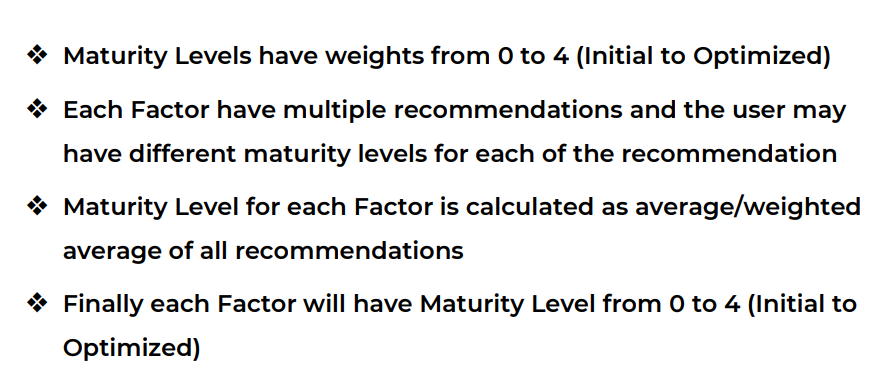 ❖ Maturity Levels have weights from 0 to 4 (Initial to Optimized)
❖ Each Factor have multiple recommendations and the user may
have different maturity levels for each of the recommendation
❖ Maturity Level for each Factor is calculated as average/weighted
average of all recommendations
❖ Finally each Factor will have Maturity Level from 0 to 4 (Initial to
Optimized)